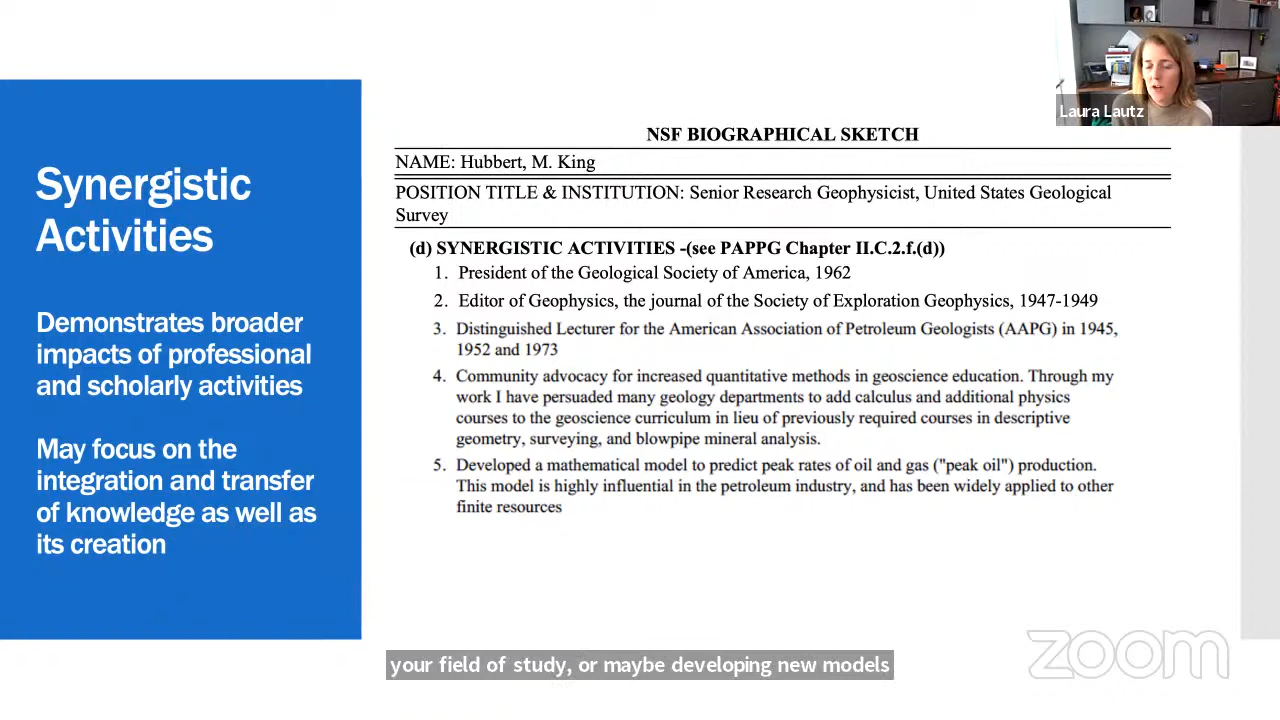 Laura Lautz
Synergistic
Activities
Demonstrates broader
impacts of professional
and scholarly activities
May focus on the
integration and transfer
of knowledge as well as
its creation
NSF BIOGRAPHICAL SKETCH
NAME: Hubbert, M. King
POSITION TITLE & INSTITUTION: Senior Research Geophysicist, United States Geological
Survey
(d) SYNERGISTIC ACTIVITIES -(see PAPPG Chapter II.C.2.f.(d))
1. President of the Geological Society of America, 1962
2. Editor of Geophysics, the journal of the Society of Exploration Geophysics, 1947-1949
3. Distinguished Lecturer for the American Association of Petroleum Geologists (AAPG) in 1945,
1952 and 1973
4. Community advocacy for increased quantitative methods in geoscience education. Through my
work I have persuaded many geology departments to add calculus and additional physics
courses to the geoscience curriculum in lieu of previously required courses in descriptive
geometry, surveying, and blowpipe mineral analysis.
5. Developed a mathematical model to predict peak rates of oil and gas ("peak oil") production.
This model is highly influential in the petroleum industry, and has been widely applied to other
finite resources
your field of study, or maybe developing new models
zoom